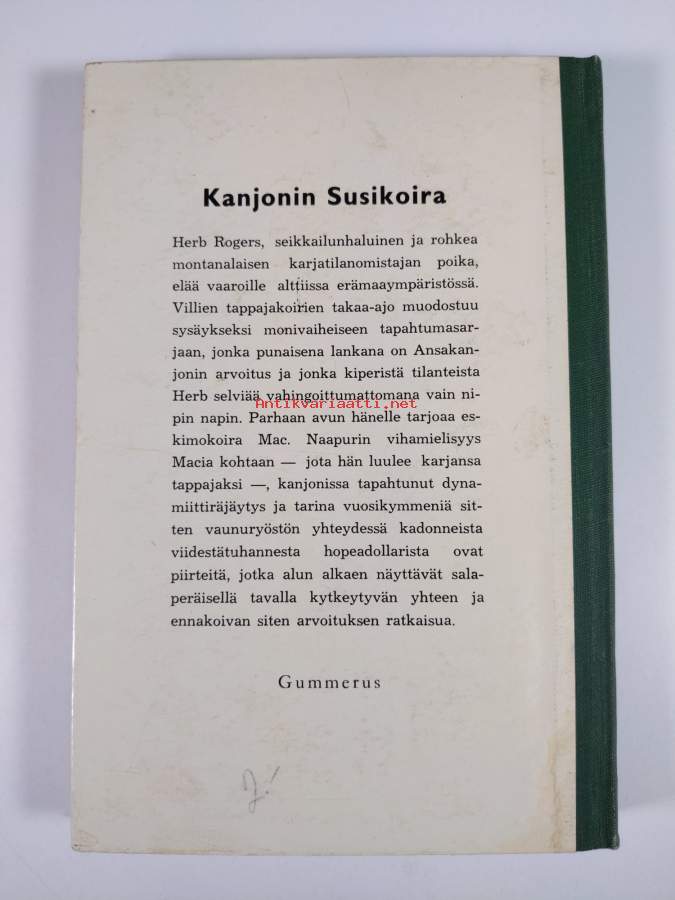 Kanjonin Susikoira
Herb Rogers, seikkailunhaluinen ja rohkea
montanalaisen karjatilanomistajan poika,
elää vaaroille alttiissa erämaaympäristössä.
Villien tappajakoirien takaa-ajo muodostuu
sysäykseksi monivaiheiseen tapahtumasar-
jaan, jonka punaisena lankana on Ansakan-
jonin arvoitus ja jonka kiperistä tilanteista
Herb selviää vahingoittumattomana vain ni-
Antikvariaatti.net
pin napin. Parhaan avun hänelle tarjoaa es-
kimokoira Mac. Naapurin vihamielisyys
Macia kohtaan — jota hän luulee karjansa
tappajaksi —, kanjonissa tapahtunut dyna-
miittiräjäytys ja tarina vuosikymmeniä sit-
ten vaunuryöstön yhteydessä kadonneista
viidestätuhannesta hopeadollarista ovat
piirteitä, jotka alun alkaen näyttävät sala-
peräisellä tavalla kytkeytyvän yhteen ja
ennakoivan siten arvoituksen ratkaisua.
Gummerus